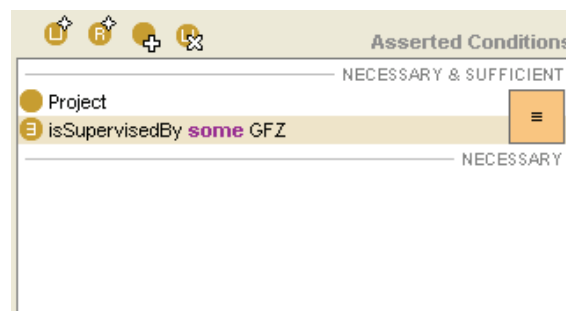 Asserted Conditions
NECESSARY & SUFFICIENT
Project
≡
isSupervisedBy some GFZ
NECESSARY